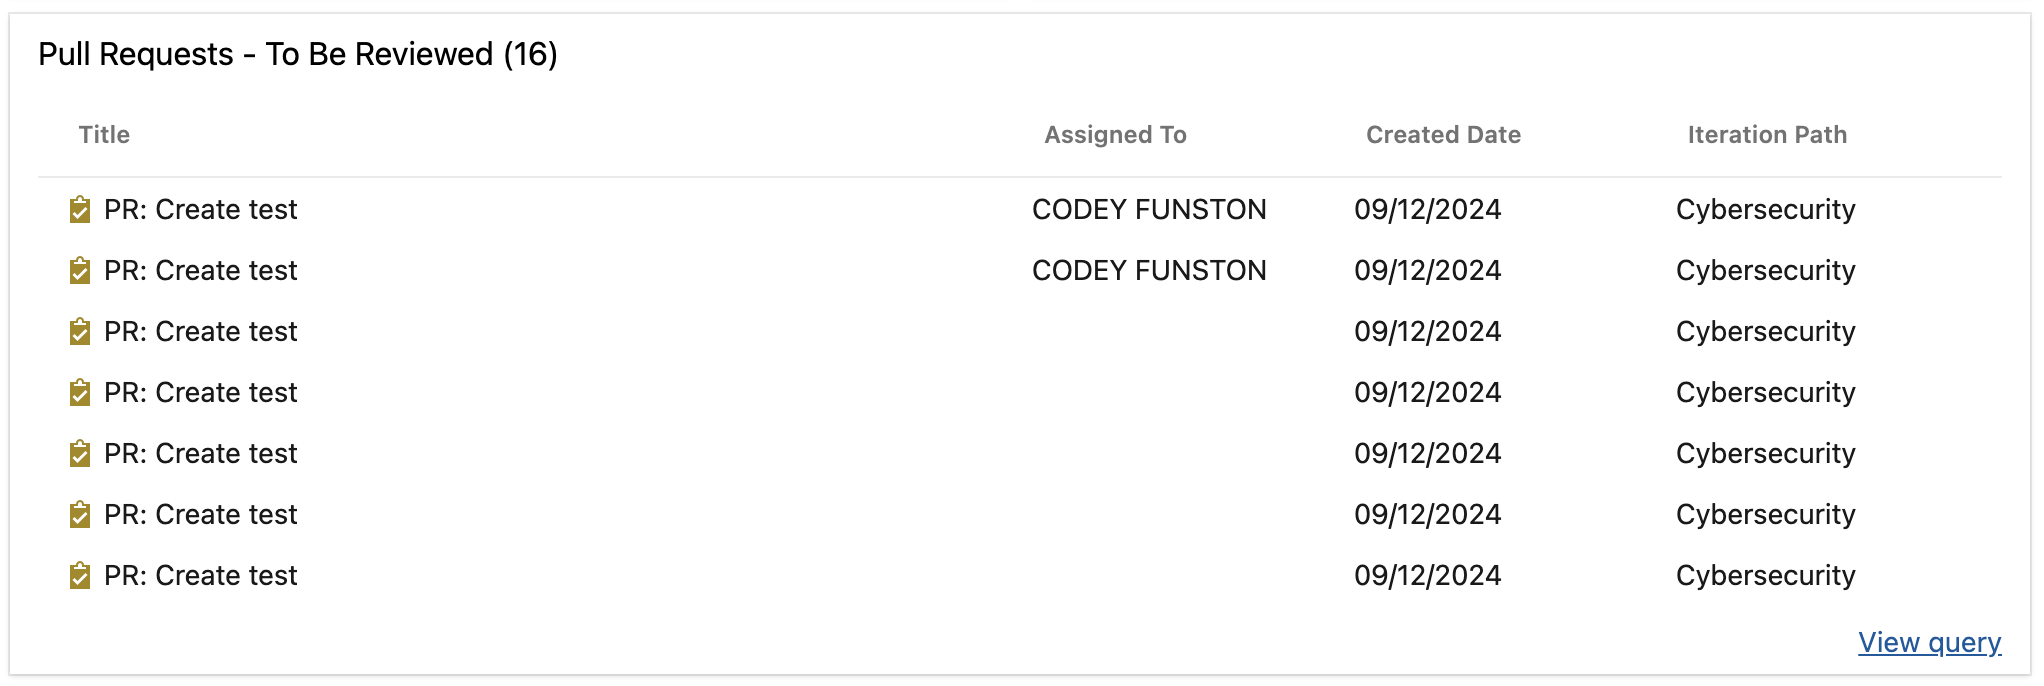 Pull Requests - To Be Reviewed (16)
Title Assigned To Created Date Iteration Path
PR: Create test CODEY FUNSTON 09/12/2024 Cybersecurity
PR: Create test CODEY FUNSTON 09/12/2024 Cybersecurity
PR: Create test 09/12/2024 Cybersecurity
PR: Create test 09/12/2024 Cybersecurity
PR: Create test 09/12/2024 Cybersecurity
PR: Create test 09/12/2024 Cybersecurity
PR: Create test 09/12/2024 Cybersecurity
View query